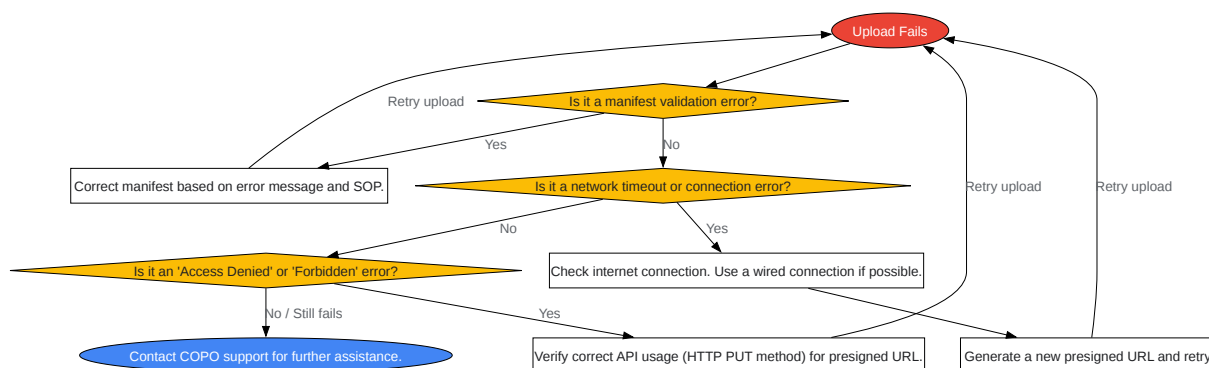 Upload Fails
Is it a manifest validation error?
Retry upload
Yes
No
Correct manifest based on error message and SOP.
Is it a network timeout or connection error?
Retry upload
Retry upload
No
Yes
Is it an 'Access Denied' or 'Forbidden' error?
Check internet connection. Use a wired connection if possible.
No / Still fails
Yes
Contact COPO support for further assistance.
Verify correct API usage (HTTP PUT method) for presigned URL.
Generate a new presigned URL and retry